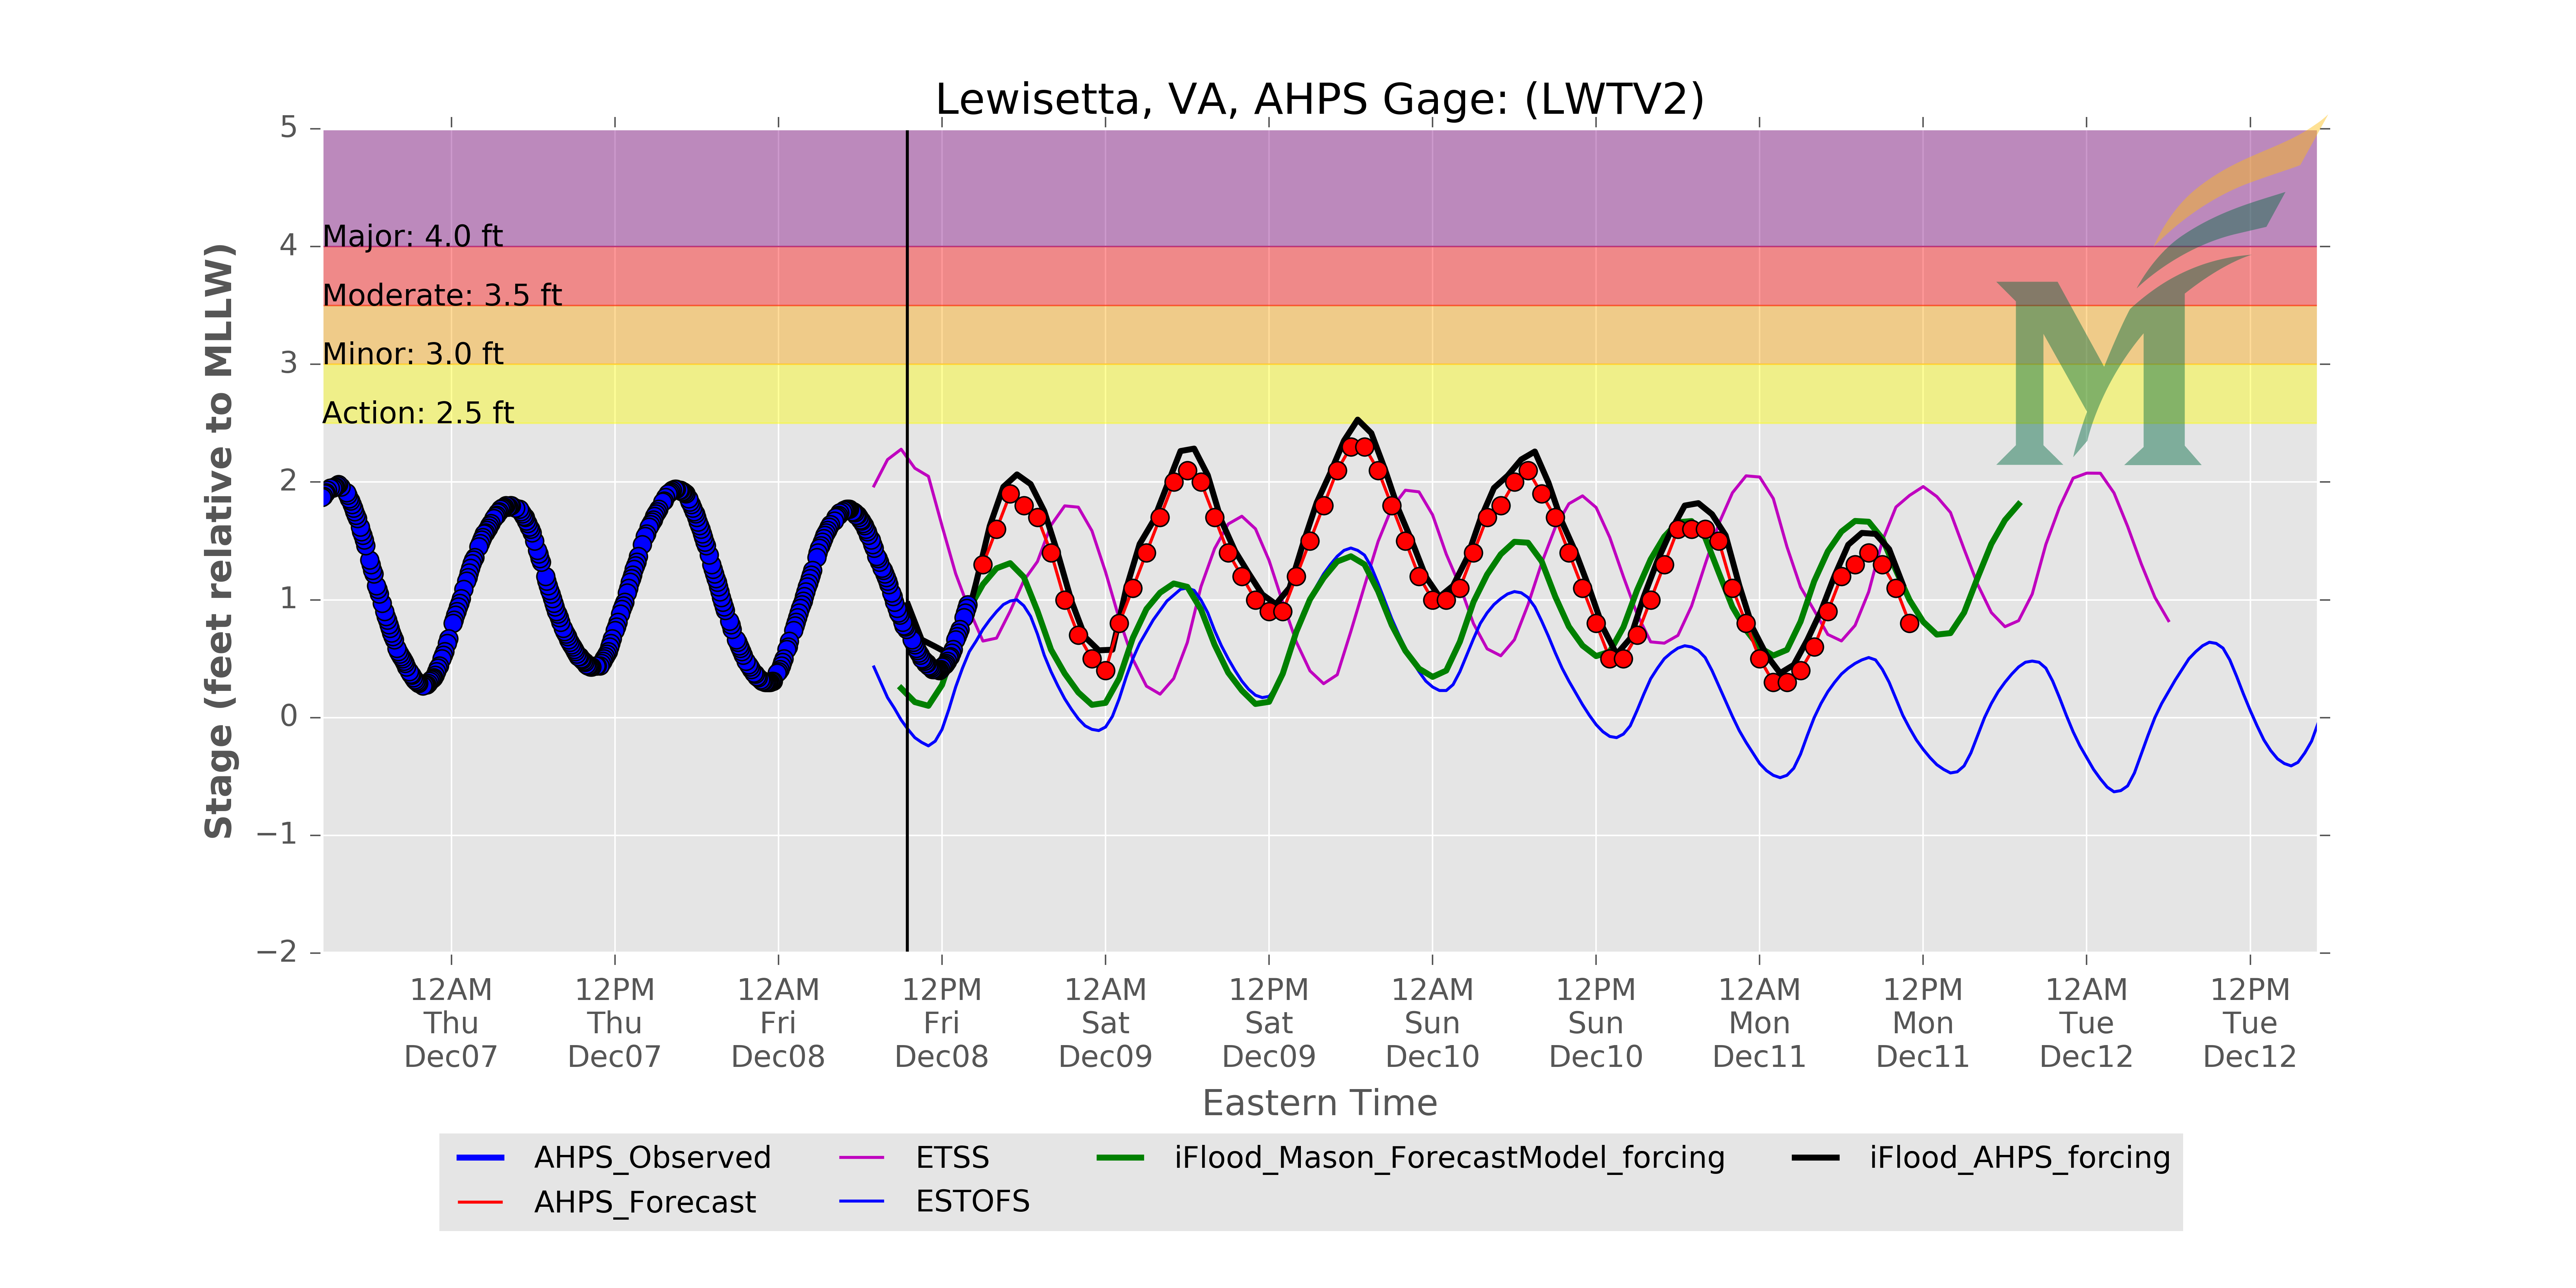 Lewisetta, VA, AHPS Gage: (LWTV2)
5
4
3
2
1
0
−1
−2
Stage (feet relative to MLLW)
Major: 4.0 ft
Moderate: 3.5 ft
Minor: 3.0 ft
Action: 2.5 ft
M
12AM 12PM 12AM 12PM 12AM 12PM 12AM 12PM 12AM 12PM 12AM 12PM
Thu Thu Fri Fri Sat Sat Sun Sun Mon Mon Tue Tue
Dec07 Dec07 Dec08 Dec08 Dec09 Dec09 Dec10 Dec10 Dec11 Dec11 Dec12 Dec12
Eastern Time
AHPS_Observed ETSS iFlood_Mason_ForecastModel_forcing iFlood_AHPS_forcing
AHPS_Forecast ESTOFS